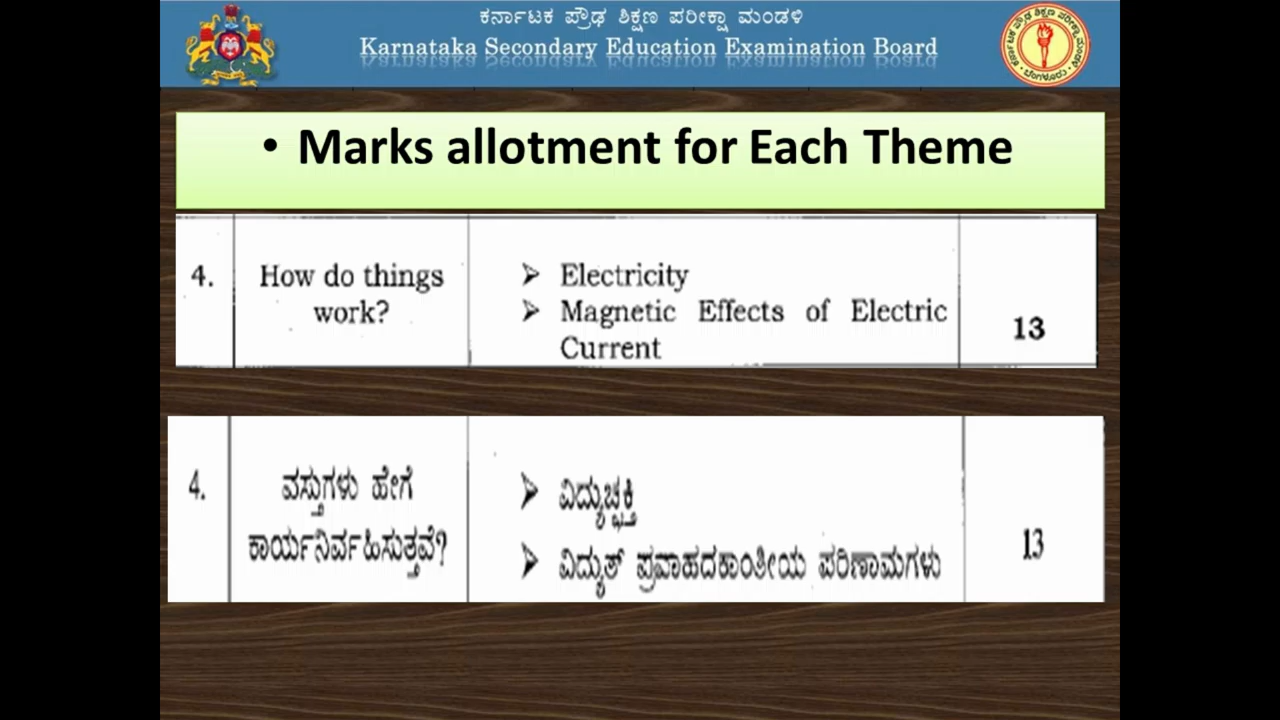 ಕರ್ನಾಟಕ ಪ್ರೌಢ ಶಿಕ್ಷಣ ಪರೀಕ್ಷಾ ಮಂಡಳಿ
Karnataka Secondary Education Examination Board
• Marks allotment for Each Theme
4. How do things work?
➢ Electricity
➢ Magnetic Effects of Electric
Current
13
4. ವಸ್ತುಗಳು ಹೇಗೆ
ಕಾರ್ಯನಿರ್ವಹಿಸುತ್ತವೆ?
➢ ವಿದ್ಯುಚ್ಛಕ್ತಿ
➢ ವಿದ್ಯುತ್ ಪ್ರವಾಹದಕಾಂತೀಯ ಪರಿಣಾಮಗಳು
13